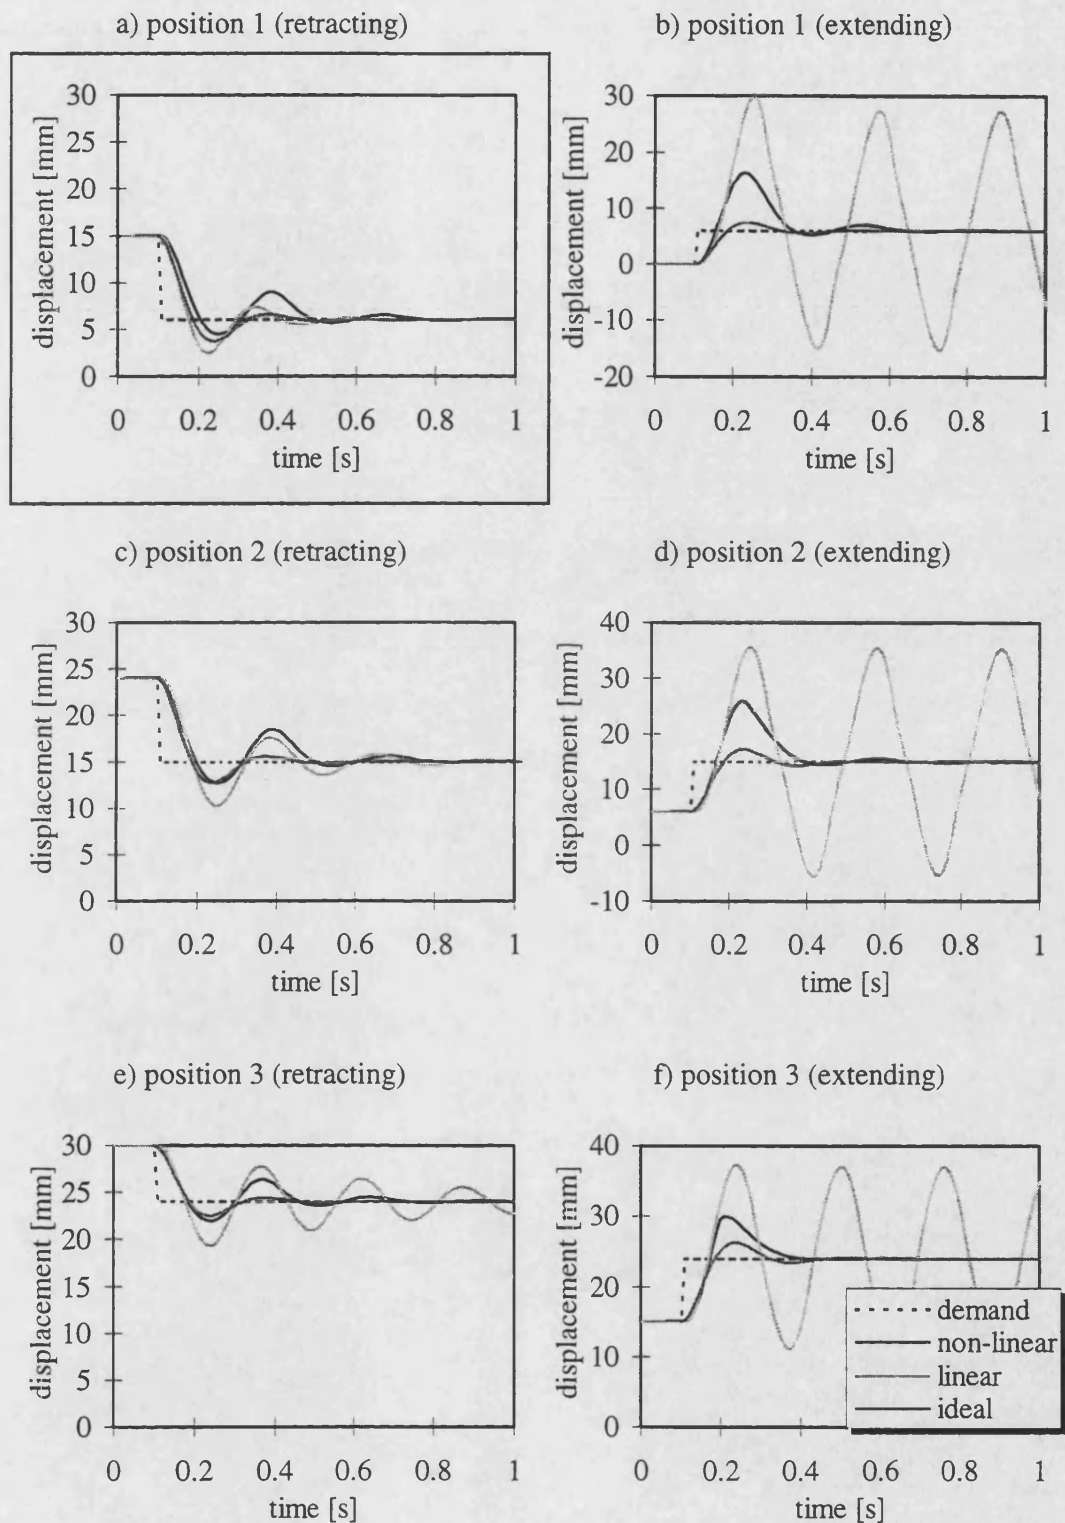 a) position 1 (retracting)
displacement [mm]
30
25
20
15
10
5
0
0 0.2 0.4 0.6 0.8 1
time [s]
b) position 1 (extending)
displacement [mm]
30
20
10
0
-10
-20
0 0.2 0.4 0.6 0.8 1
time [s]
c) position 2 (retracting)
displacement [mm]
30
25
20
15
10
5
0
0 0.2 0.4 0.6 0.8 1
time [s]
d) position 2 (extending)
displacement [mm]
40
30
20
10
0
-10
0 0.2 0.4 0.6 0.8 1
time [s]
e) position 3 (retracting)
displacement [mm]
30
25
20
15
10
5
0
0 0.2 0.4 0.6 0.8 1
time [s]
f) position 3 (extending)
displacement [mm]
40
30
20
10
0
0 0.2 0.4 0.6 0.8 1
time [s]
demand
non-linear
linear
ideal